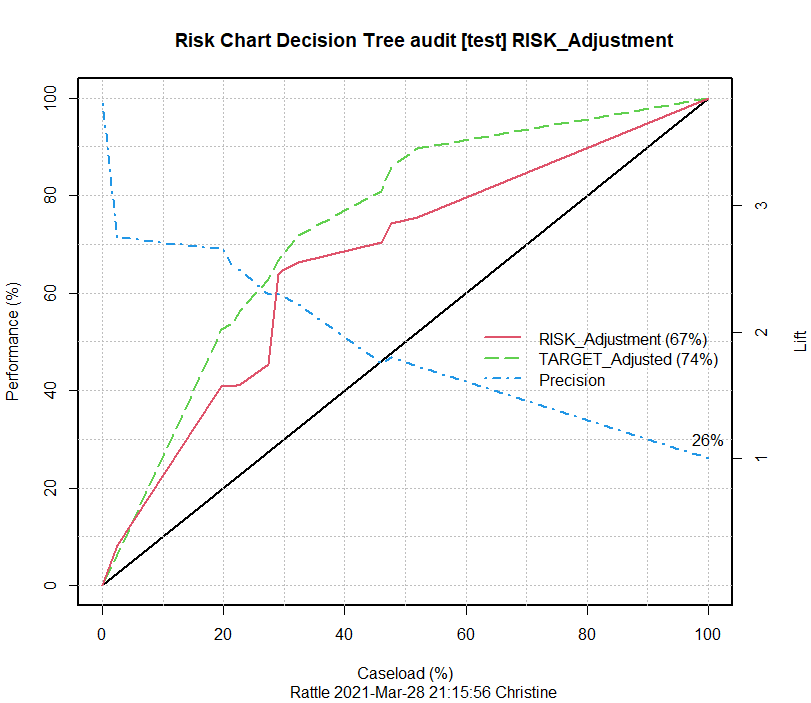 Risk Chart Decision Tree audit [test] RISK_Adjustment
100
80
60
40
20
0
Performance (%)
3
2
1
Lift
RISK_Adjustment (67%)
TARGET_Adjusted (74%)
Precision
26%
0 20 40 60 80 100
Caseload (%)
Rattle 2021-Mar-28 21:15:56 Christine